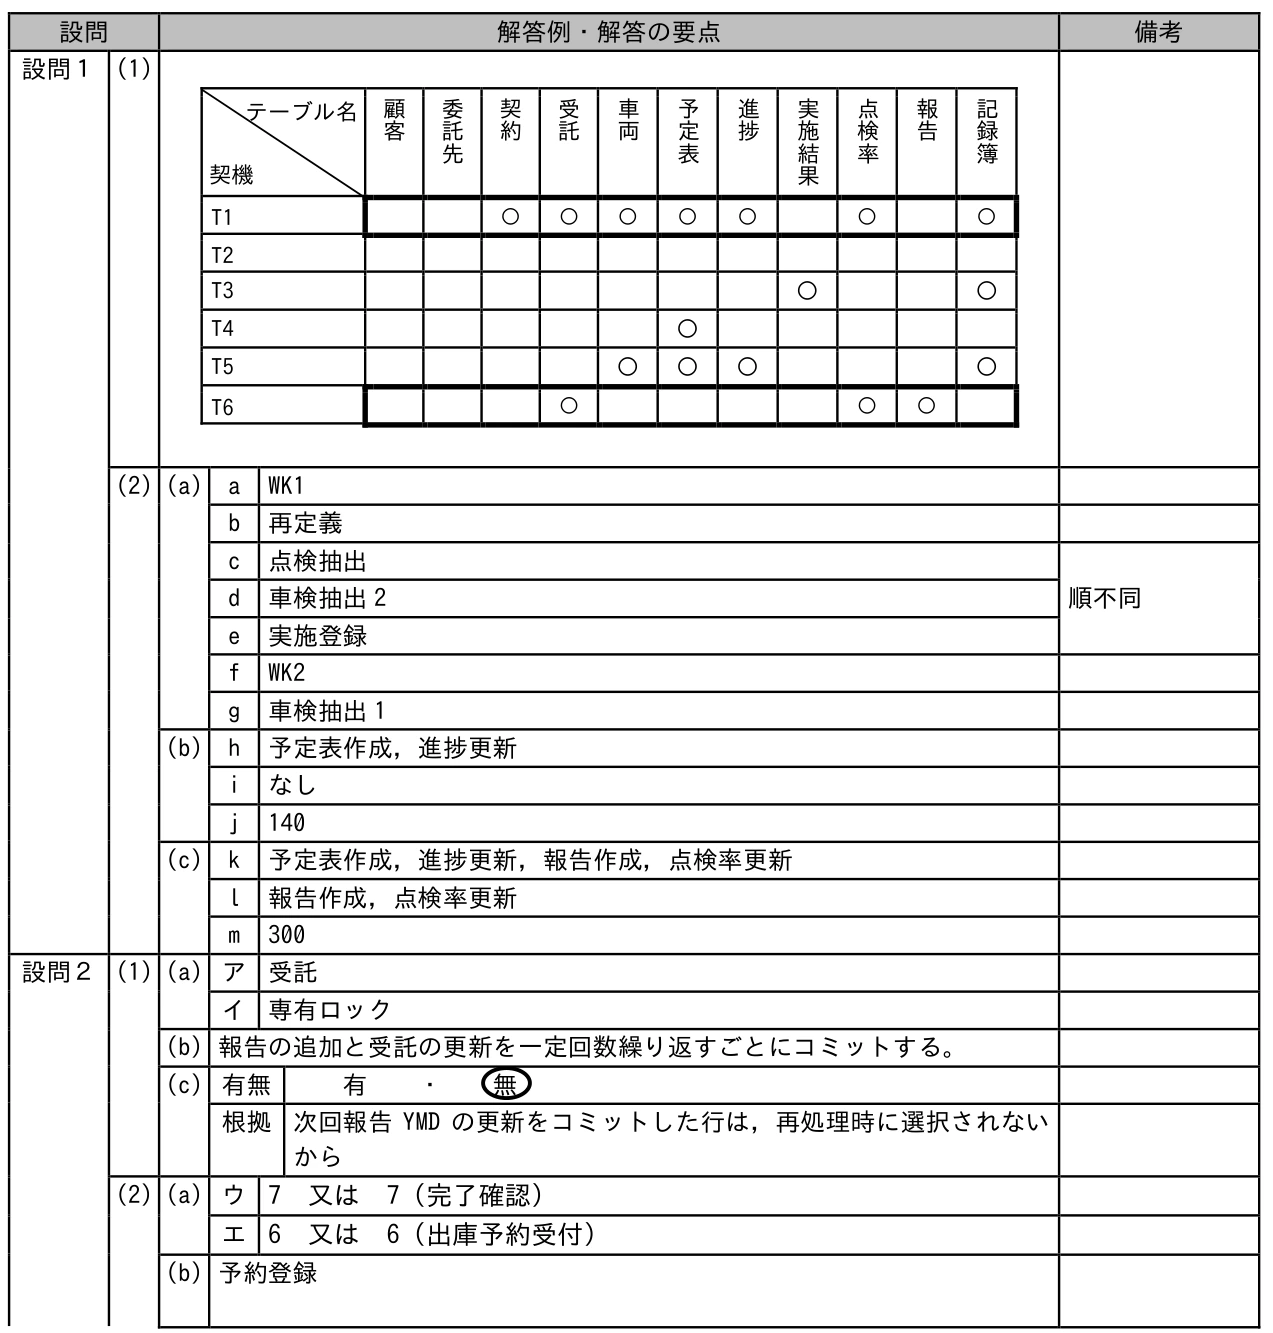 設問 解答例・解答の要点 備考
設問１ (1)
テーブル名 顧客 委託先 契約 受託 車両 予定表 進捗 実施結果 点検率 報告 記録簿
契機
T1 ○ ○ ○ ○ ○ ○ ○
T2
T3 ○ ○
T4 ○
T5 ○ ○ ○ ○
T6 ○ ○ ○
(2) (a) a WK1
b 再定義
c 点検抽出
d 車検抽出２ 順不同
e 実施登録
f WK2
g 車検抽出１
(b) h 予定表作成，進捗更新
i なし
j 140
(c) k 予定表作成，進捗更新，報告作成，点検率更新
l 報告作成，点検率更新
m 300
設問２ (1) (a) ア 受託
イ 専有ロック
(b) 報告の追加と受託の更新を一定回数繰り返すごとにコミットする。
(c) 有無 有 ・ 無
根拠 次回報告 YMD の更新をコミットした行は，再処理時に選択されない
から
(2) (a) ウ 7 又は 7（完了確認）
エ 6 又は 6（出庫予約受付）
(b) 予約登録